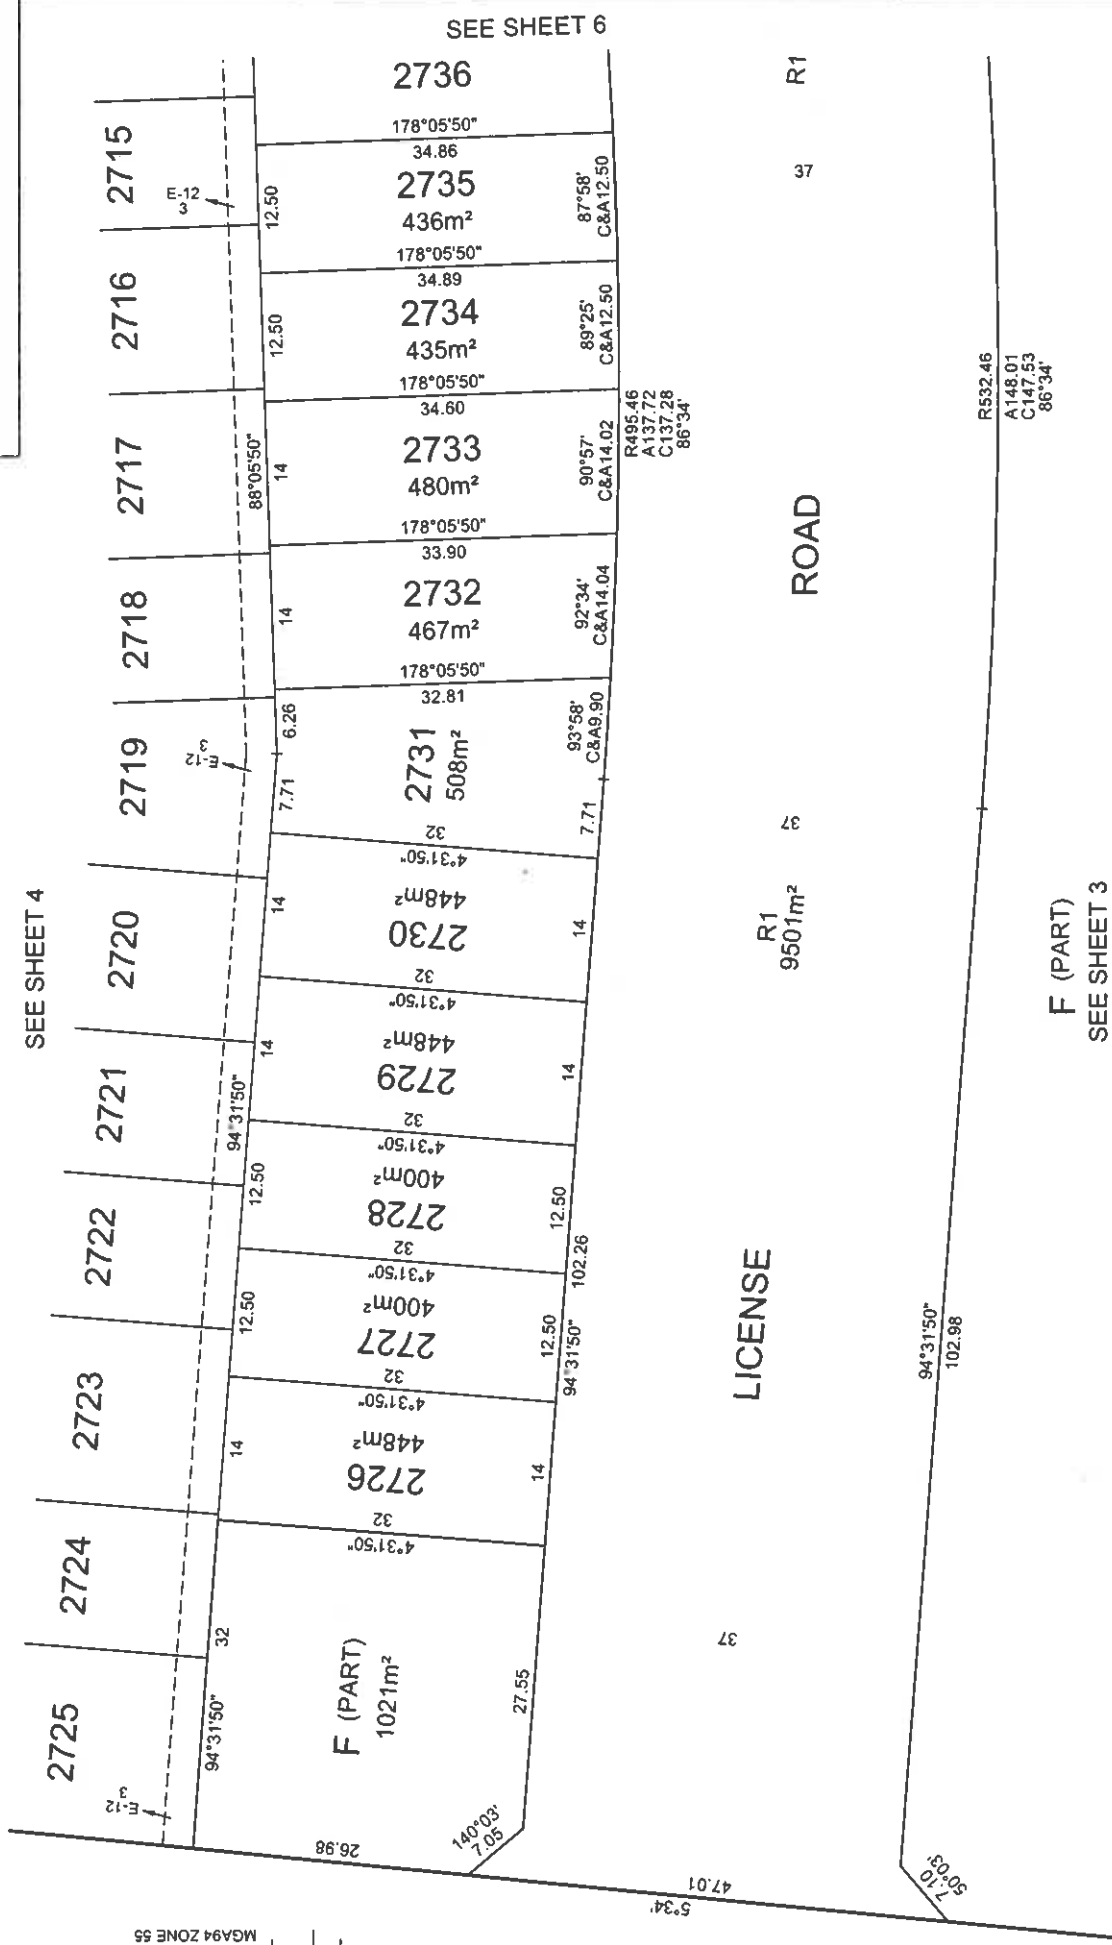 SEE SHEET 6
2736
R1
178°05'50"
34.86
2735
436m²
12.50
87°58'
C&A12.50
37
2715
E-12
3
178°05'50"
34.89
2734
435m²
12.50
89°25'
C&A12.50
2716
178°05'50"
34.60
2733
480m²
14
88°05'50"
90°57'
C&A14.02
R495.46
A137.72
C137.28
86°34'
R532.46
A148.01
C147.53
86°34'
2717
178°05'50"
33.90
2732
467m²
14
92°34'
C&A14.04
ROAD
2718
178°05'50"
32.81
2731
508m²
6.26
7.71
93°58'
C&A9.90
7.71
2719
E-12
3
32
4°31'50"
37
SEE SHEET 4
2720
14
448m²
2730
14
R1
9501m²
F (PART)
SEE SHEET 3
32
4°31'50"
2721
14
94°31'50"
448m²
2729
14
32
4°31'50"
2722
12.50
400m²
2728
12.50
102.26
32
4°31'50"
12.50
400m²
2727
12.50
94°31'50"
LICENSE
94°31'50"
102.98
32
4°31'50"
2723
14
448m²
2726
14
32
4°31'50"
2724
32
F (PART)
1021m²
27.55
37
2725
94°31'50"
E-12
3
26.98
140°03'
7.05
47.01
5°34'
7.10
50°03'
MGA94 ZONE 55